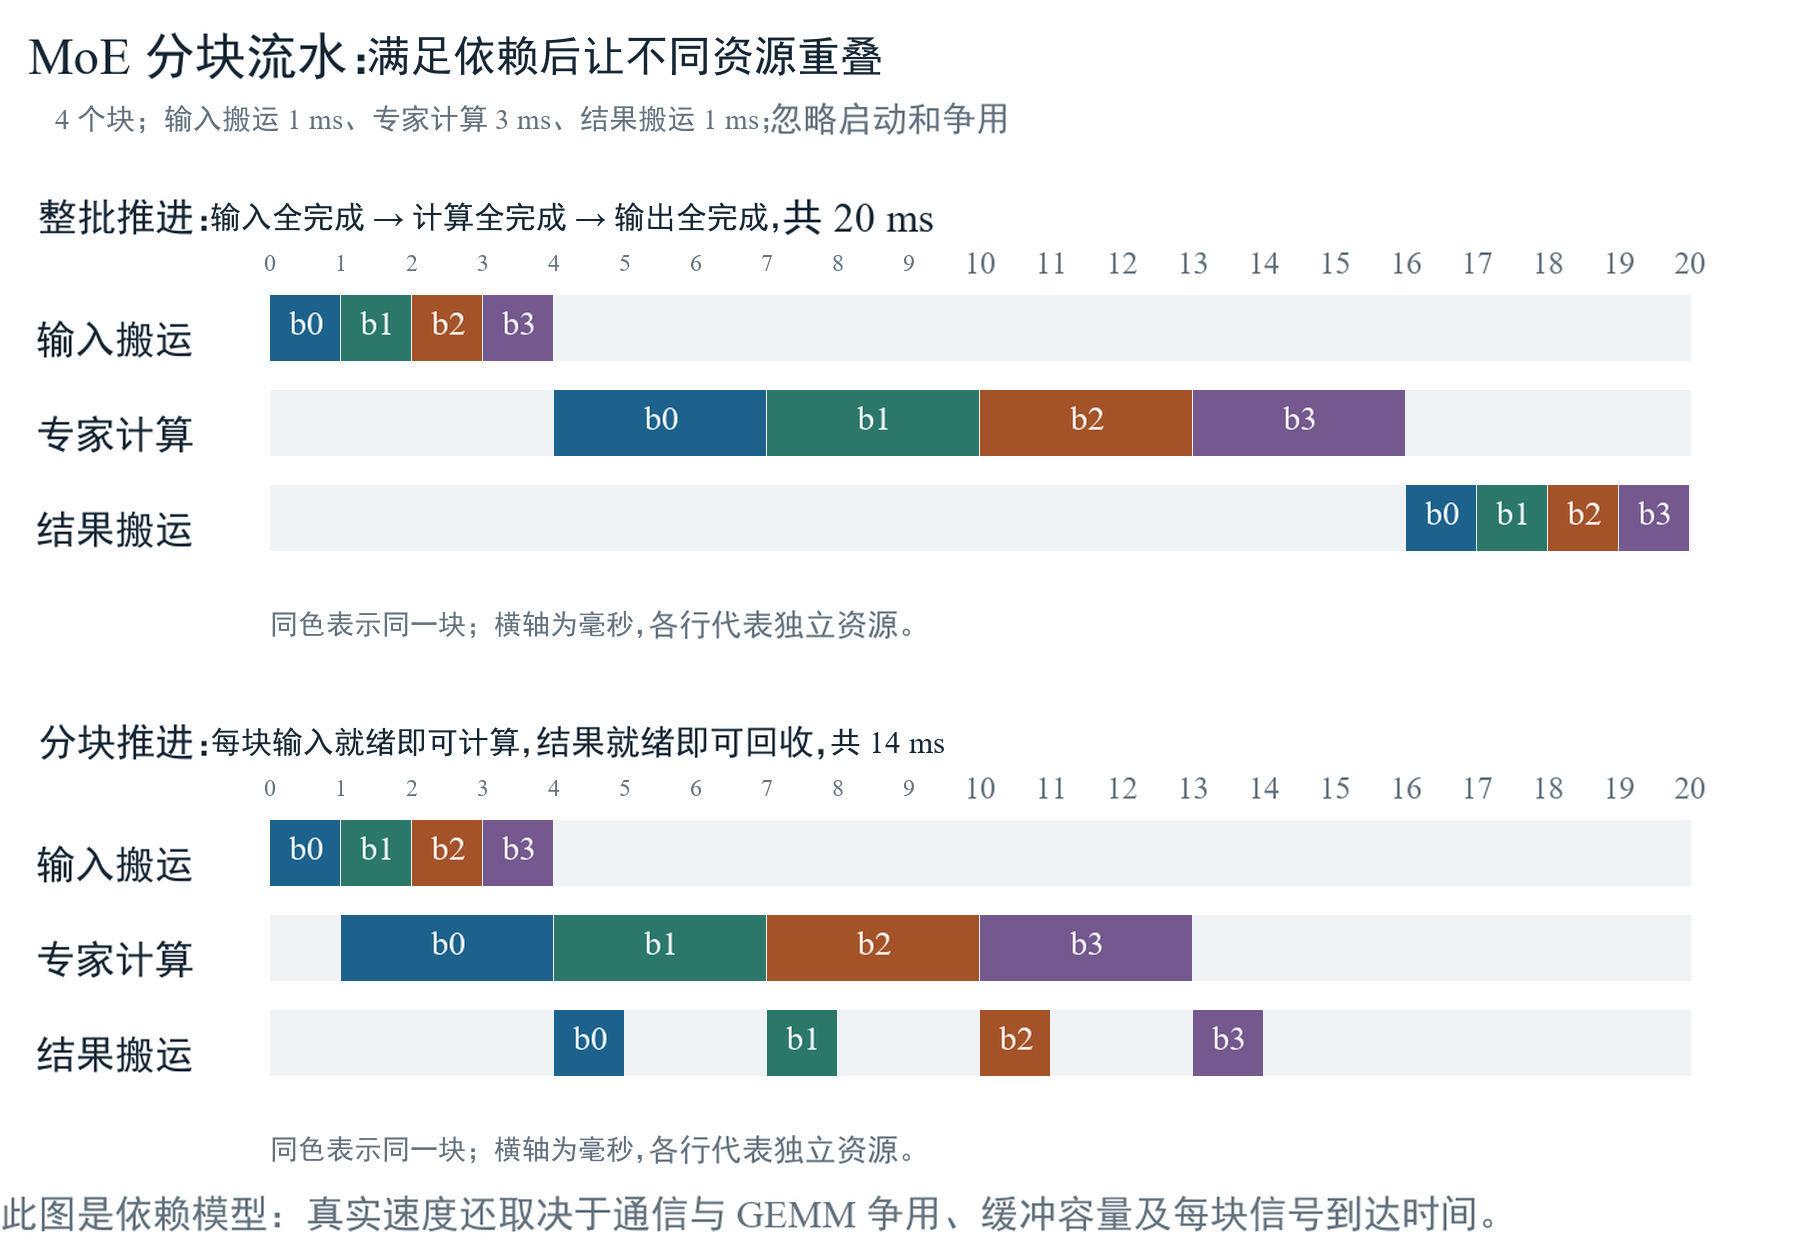 MoE 分块流水:满足依赖后让不同资源重叠
4 个块；输入搬运 1 ms、专家计算 3 ms、结果搬运 1 ms;忽略启动和争用
整批推进:输入全完成 → 计算全完成 → 输出全完成,共 20 ms
0 1 2 3 4 5 6 7 8 9 10 11 12 13 14 15 16 17 18 19 20
输入搬运 b0 b1 b2 b3
专家计算 b0 b1 b2 b3
结果搬运 b0 b1 b2 b3
同色表示同一块；横轴为毫秒,各行代表独立资源。
分块推进:每块输入就绪即可计算,结果就绪即可回收,共 14 ms
0 1 2 3 4 5 6 7 8 9 10 11 12 13 14 15 16 17 18 19 20
输入搬运 b0 b1 b2 b3
专家计算 b0 b1 b2 b3
结果搬运 b0 b1 b2 b3
同色表示同一块；横轴为毫秒,各行代表独立资源。
此图是依赖模型：真实速度还取决于通信与 GEMM 争用、缓冲容量及每块信号到达时间。